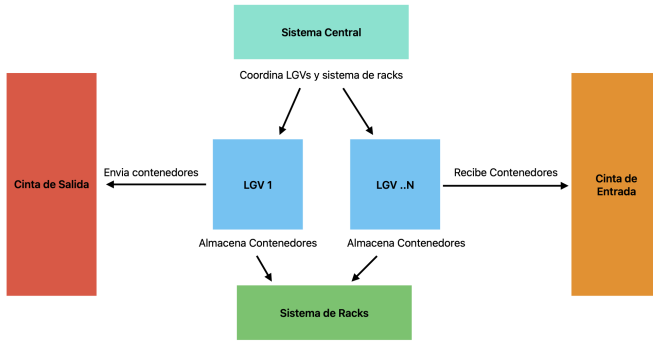 Sistema Central
Coordina LGVs y sistema de racks
Cinta de Salida
Envia contenedores
LGV 1
LGV ..N
Recibe Contenedores
Cinta de
Entrada
Almacena Contenedores
Almacena Contenedores
Sistema de Racks